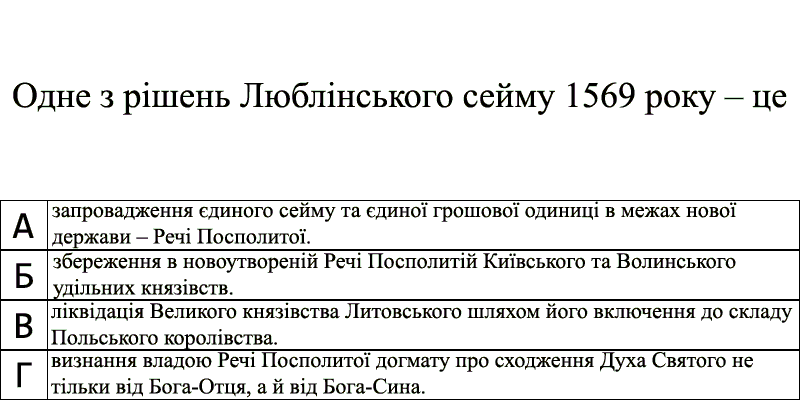 Одне з рішень Люблінського сейму 1569 року – це
А
запровадження єдиного сейму та єдиної грошової одиниці в межах нової
держави – Речі Посполитої.
Б
збереження в новоутвореній Речі Посполитій Київського та Волинського
удільних князівств.
В
ліквідація Великого князівства Литовського шляхом його включення до складу
Польського королівства.
Г
визнання владою Речі Посполитої догмату про сходження Духа Святого не
тільки від Бога-Отця, а й від Бога-Сина.